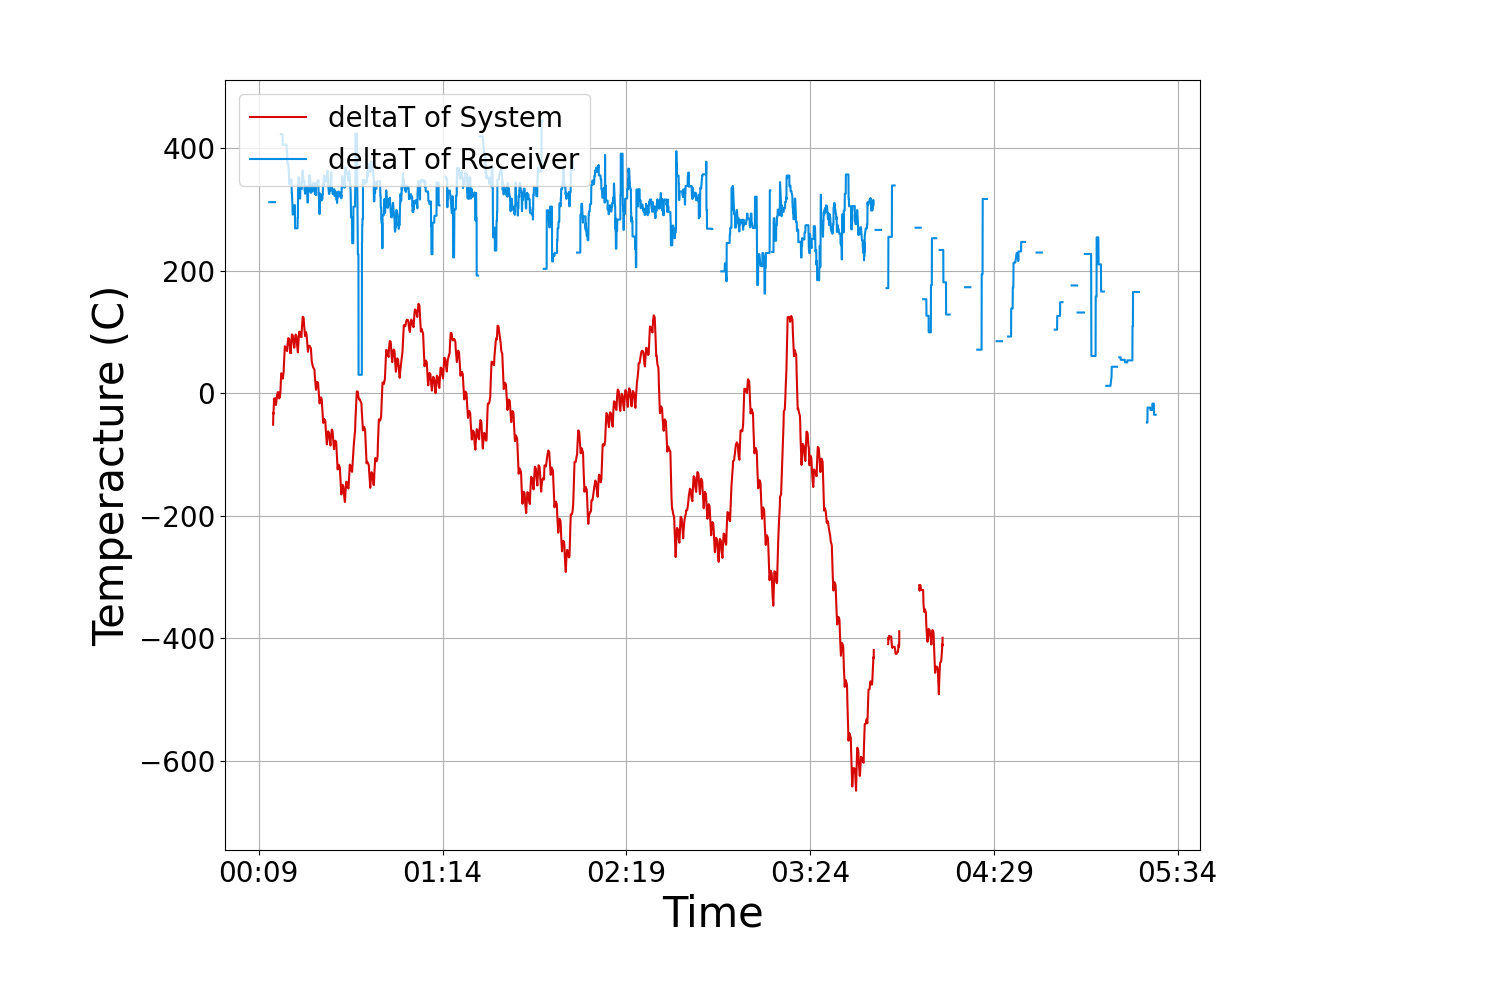 deltaT of System
deltaT of Receiver
400
200
0
−200
−400
−600
Temperacture (C)
00:09 01:14 02:19 03:24 04:29 05:34
Time